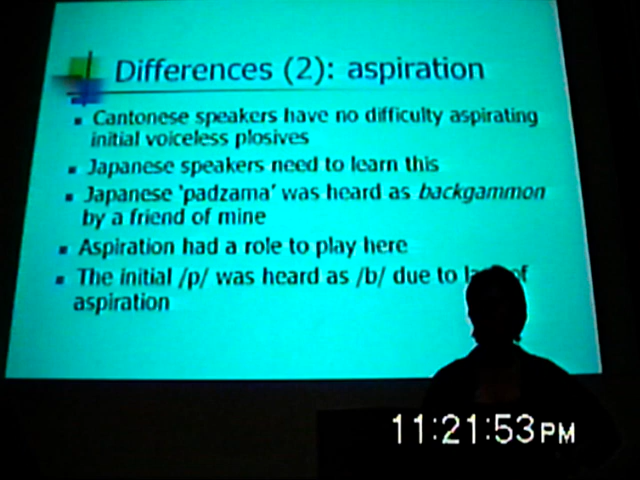 Differences (2): aspiration
Cantonese speakers have no difficulty aspirating
initial voiceless plosives
Japanese speakers need to learn this
Japanese 'padzama' was heard as backgammon
by a friend of mine
Aspiration had a role to play here
The initial /p/ was heard as /b/ due to of
aspiration
11:21:53PM